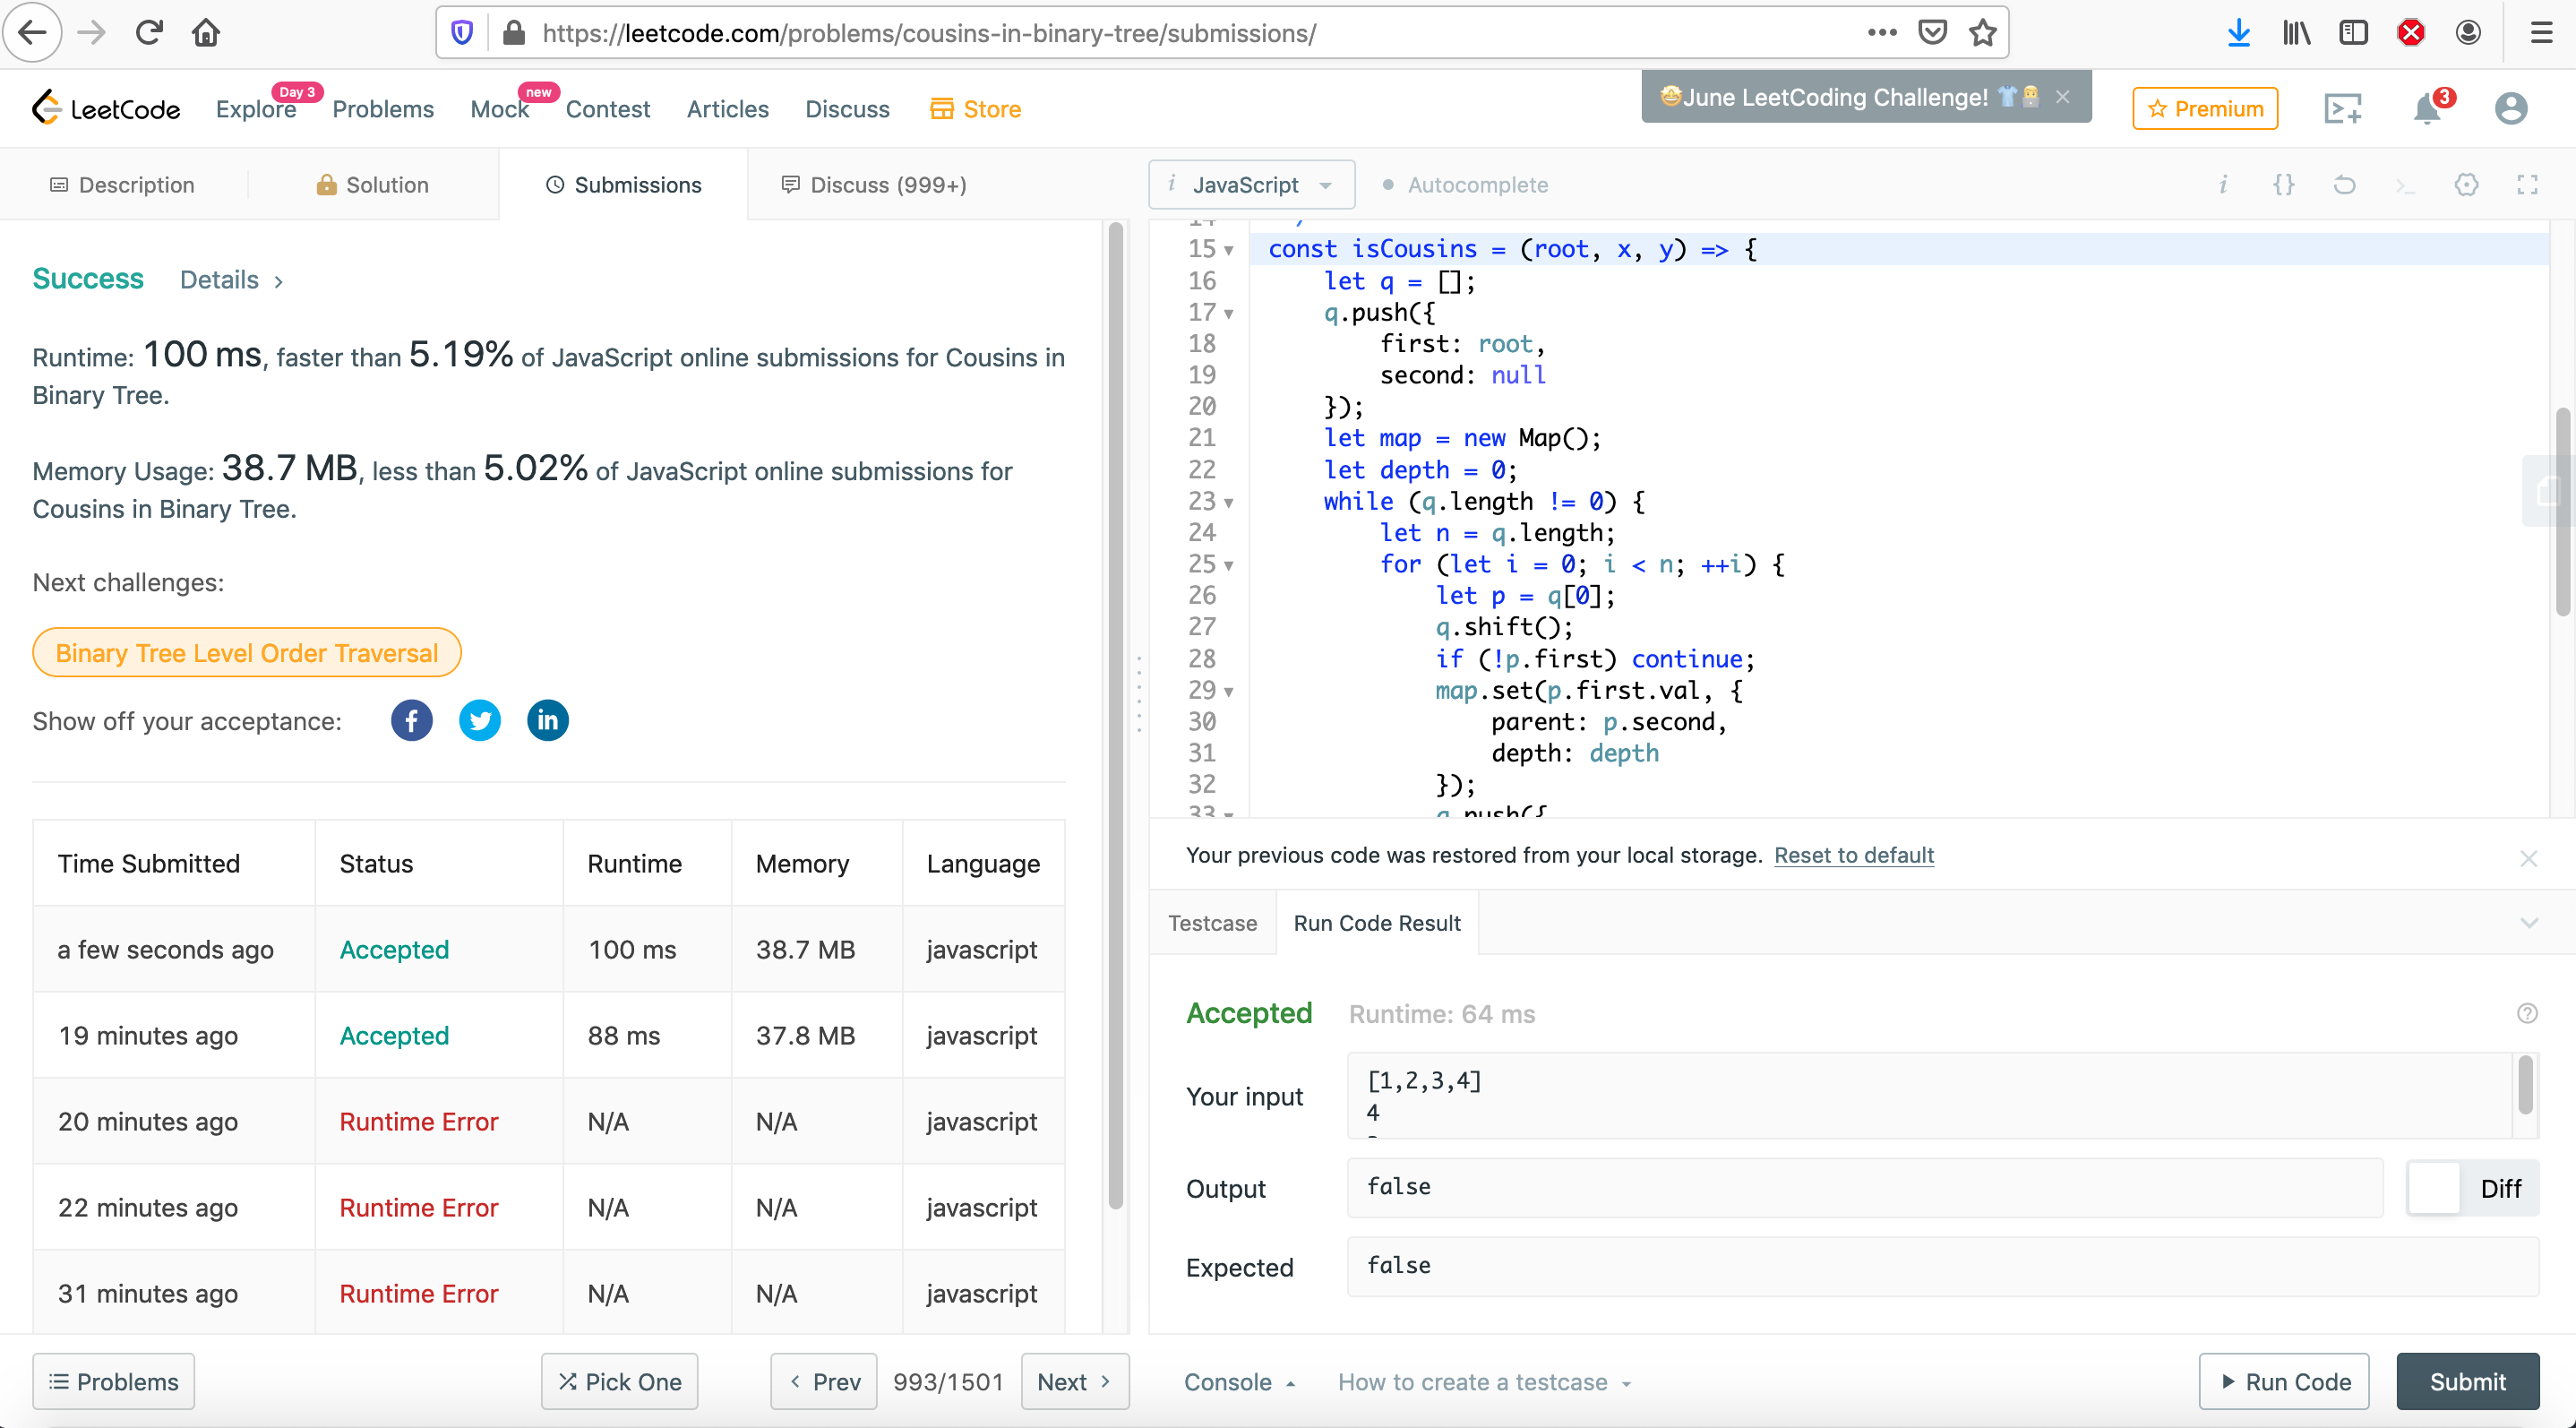 https://leetcode.com/problems/cousins-in-binary-tree/submissions/
LeetCode
Explore
Day 3
Problems
Mock
new
Contest
Articles
Discuss
Store
🤩June LeetCoding Challenge! 👕
Premium
3
Description
Solution
Submissions
Discuss (999+)
i JavaScript
Autocomplete
Success Details >
Runtime: 100 ms, faster than 5.19% of JavaScript online submissions for Cousins in
Binary Tree.
Memory Usage: 38.7 MB, less than 5.02% of JavaScript online submissions for
Cousins in Binary Tree.
Next challenges:
Binary Tree Level Order Traversal
Show off your acceptance:
Time Submitted Status Runtime Memory Language
a few seconds ago Accepted 100 ms 38.7 MB javascript
19 minutes ago Accepted 88 ms 37.8 MB javascript
20 minutes ago Runtime Error N/A N/A javascript
22 minutes ago Runtime Error N/A N/A javascript
31 minutes ago Runtime Error N/A N/A javascript
15 const isCousins = (root, x, y) => {
16 let q = [];
17 q.push({
18 first: root,
19 second: null
20 });
21 let map = new Map();
22 let depth = 0;
23 while (q.length != 0) {
24 let n = q.length;
25 for (let i = 0; i < n; ++i) {
26 let p = q[0];
27 q.shift();
28 if (!p.first) continue;
29 map.set(p.first.val, {
30 parent: p.second,
31 depth: depth
32 });
33 q.push({
Your previous code was restored from your local storage. Reset to default
Testcase
Run Code Result
Accepted Runtime: 64 ms
Your input
[1,2,3,4]
4
Output
false
Diff
Expected
false
Problems
Pick One
< Prev
993/1501
Next >
Console
How to create a testcase
Run Code
Submit